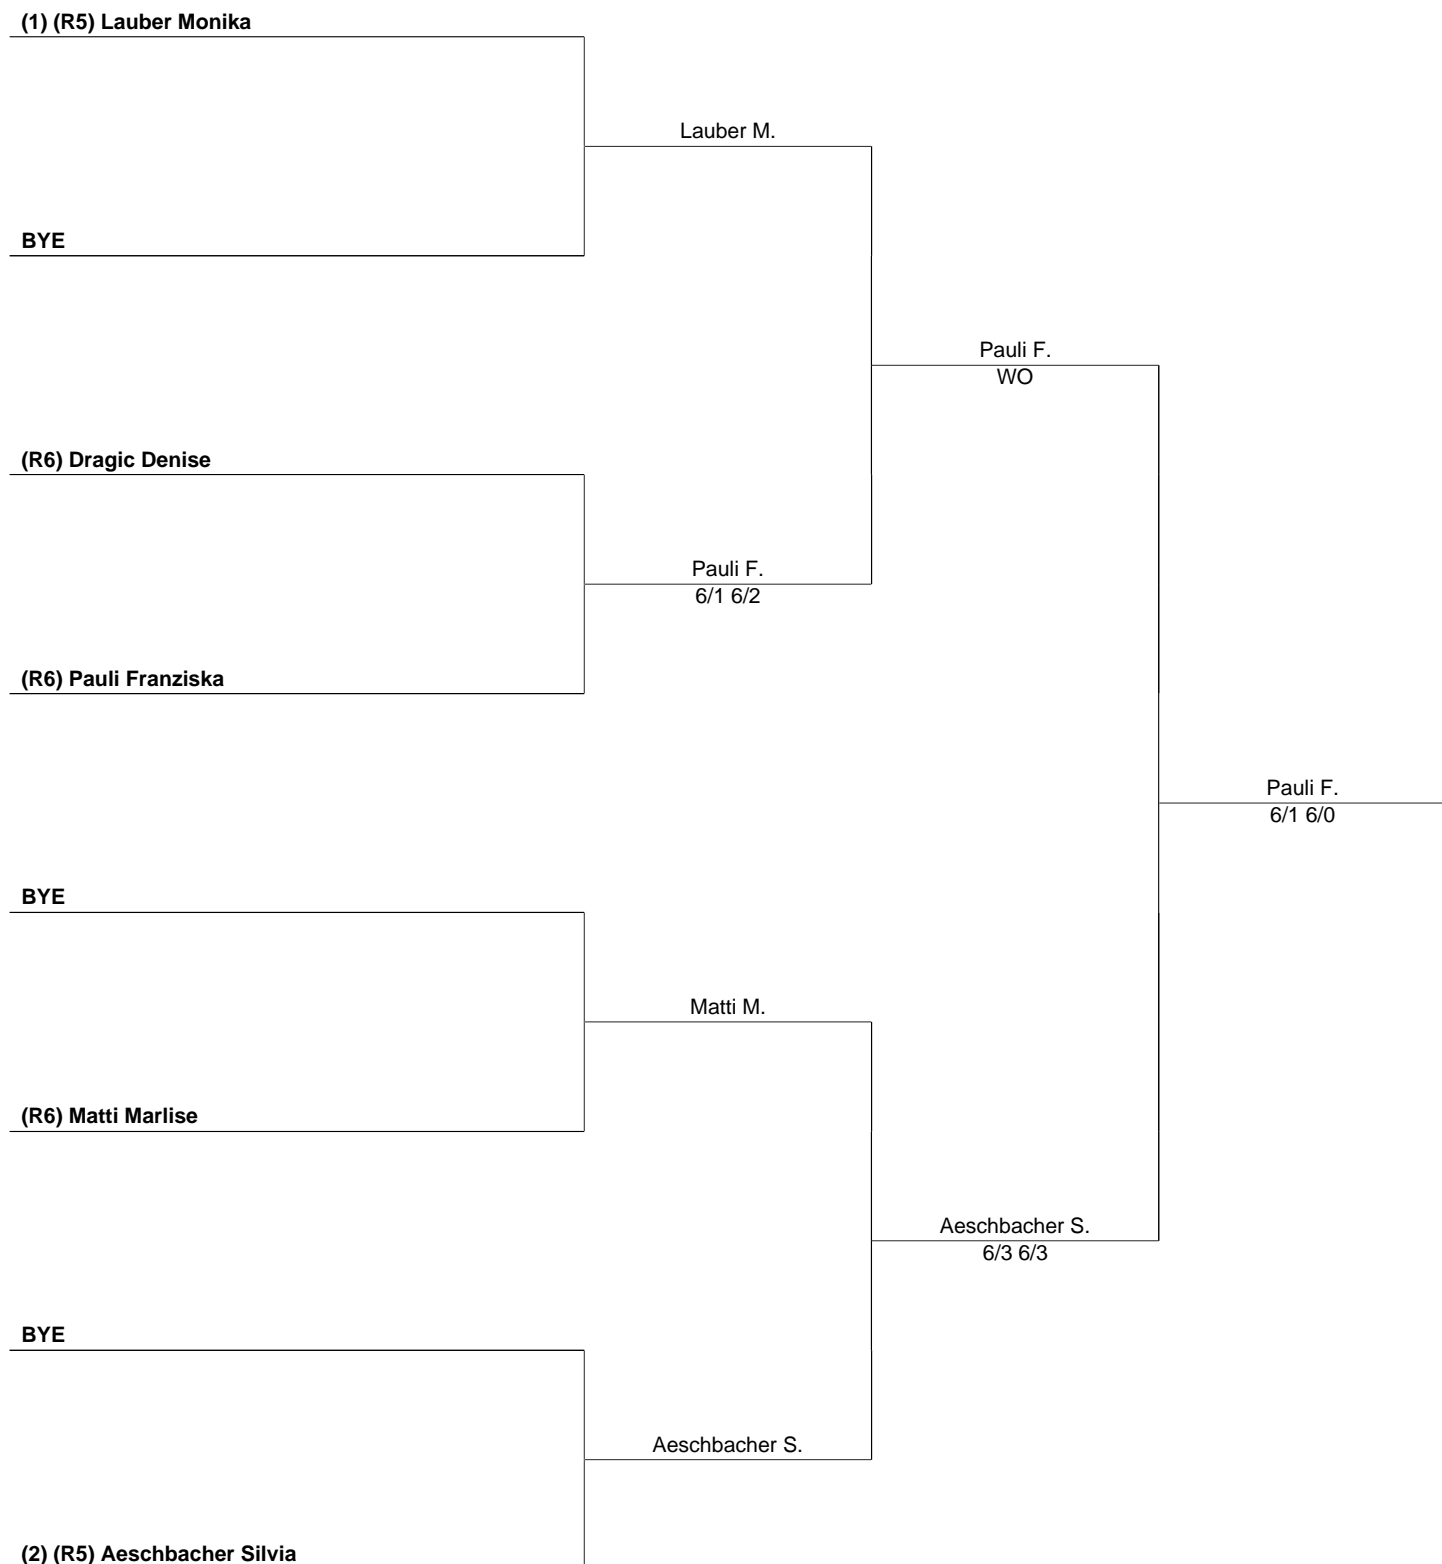 (1) (R5) Lauber Monika
Lauber M.
BYE
Pauli F.
WO
(R6) Dragic Denise
Pauli F.
6/1 6/2
(R6) Pauli Franziska
Pauli F.
6/1 6/0
BYE
Matti M.
(R6) Matti Marlise
Aeschbacher S.
6/3 6/3
BYE
Aeschbacher S.
(2) (R5) Aeschbacher Silvia